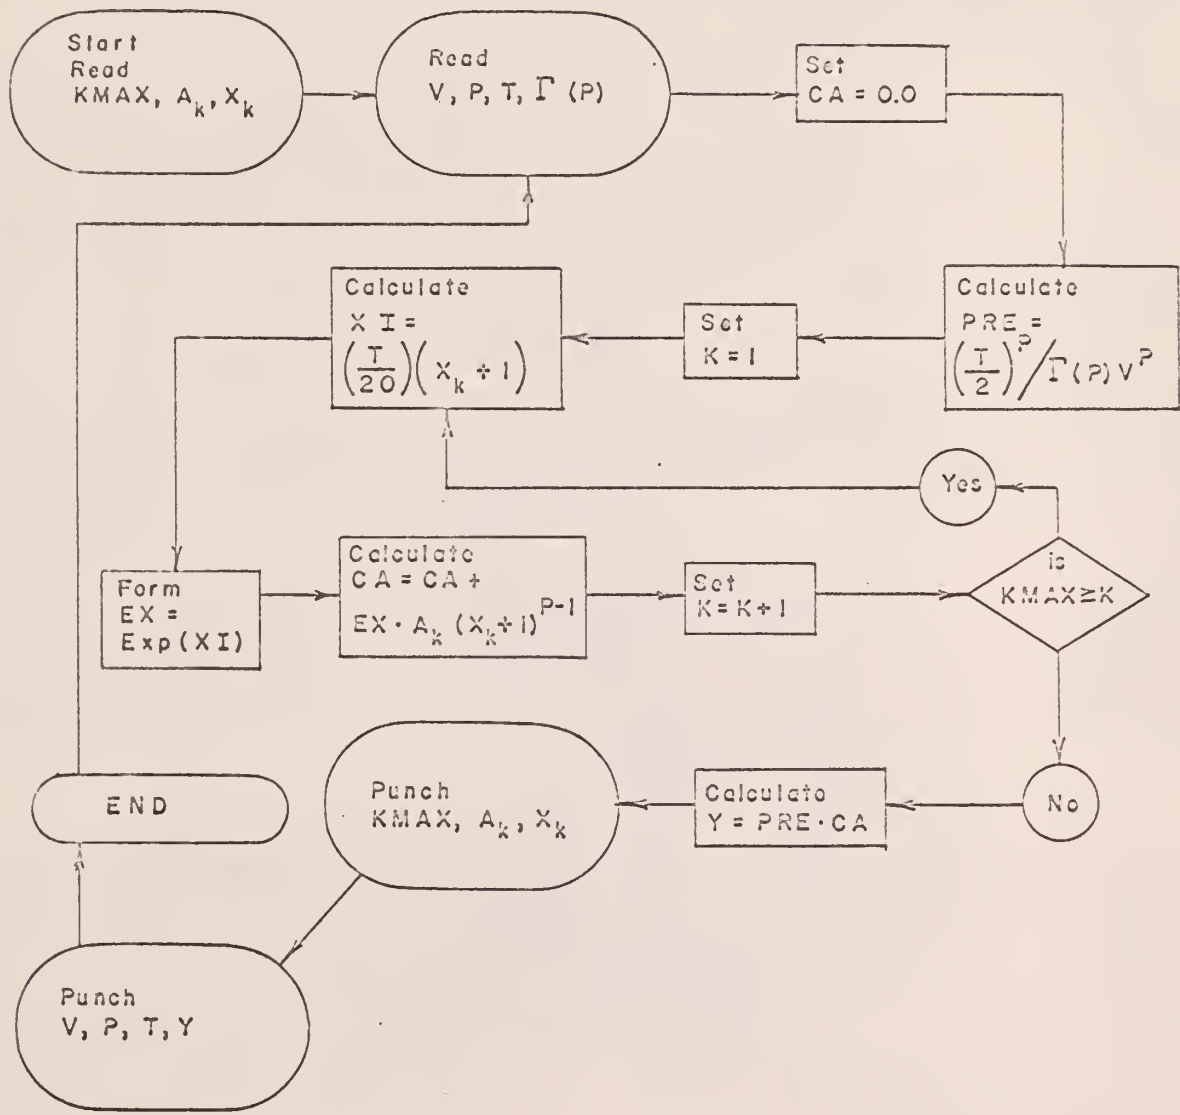 Start
Read
KMAX, A_k, X_k
Read
V, P, T, Γ (P)
Set
CA = 0.0
Calculate
PRE =
(T/2)^P / Γ(P) V^P
Set
K = 1
Calculate
XI =
(T/20)(X_k + 1)
Form
EX =
Exp(XI)
Calculate
CA = CA +
EX · A_k (X_k+1)^P-1
Set
K = K + 1
is
KMAX ≥ K
Yes
No
Calculate
Y = PRE · CA
Punch
KMAX, A_k, X_k
Punch
V, P, T, Y
END